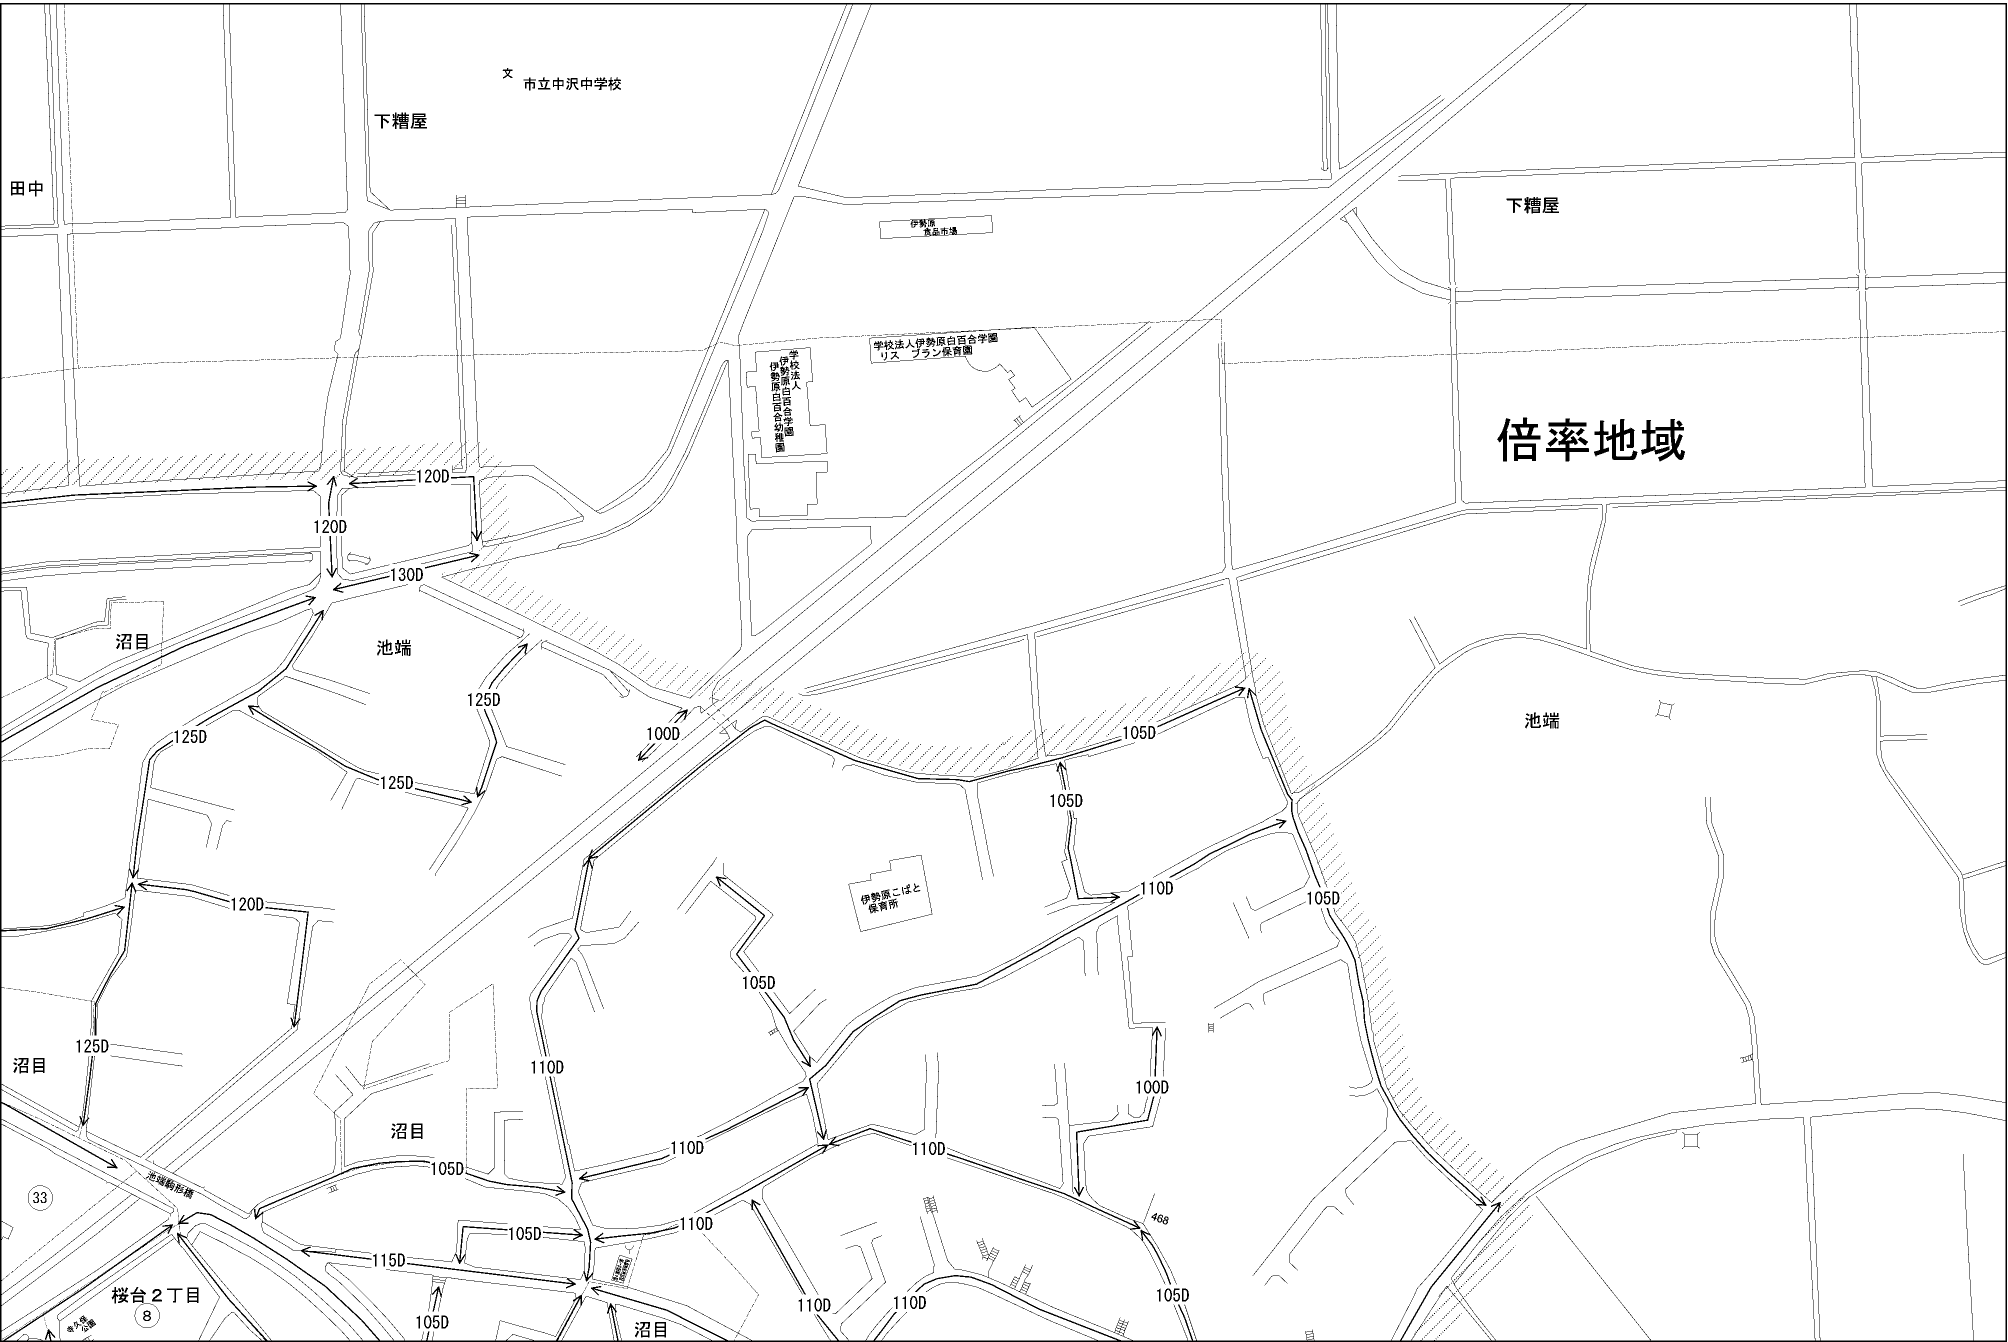 文
市立中沢中学校
下糟屋
田中
下糟屋
伊勢原
食品市場
学校法人伊勢原白百合学園
リス　ブラン保育園
学校法人
伊勢原白百合学園
伊勢原白百合幼稚園
倍率地域
120D
120D
130D
沼目
池端
125D
100D
125D
105D
池端
125D
105D
伊勢原こばと
保育所
110D
105D
120D
105D
125D
沼目
110D
100D
沼目
110D
110D
105D
池端駒形橋
33
110D
468
105D
115D
桜台２丁目
8
寺久保
公園
105D
沼目
110D
110D
105D